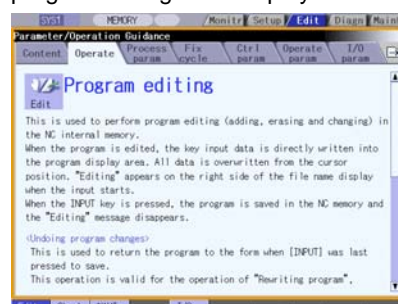 SYS1 MEMORY Monitr Setup Edit Diagn Maint
Parameter/Operation Guidance
Content Operate Process param Fix cycle Ctrl param Operate param I/O param
Program editing
Edit
This is used to perform program editing (adding, erasing and changing) in
the NC internal memory.
When the program is edited, the key input data is directly written into
the program display area. All data is overwritten from the cursor
position. "Editing" appears on the right side of the file name display
when the input starts.
When the INPUT key is pressed, the program is saved in the NC memory and
the "Editing" message disappears.
<Undoing program changes>
This is used to return the program to the form when [INPUT] was last
pressed to save.
This operation is valid for the operation of "Rewriting program",